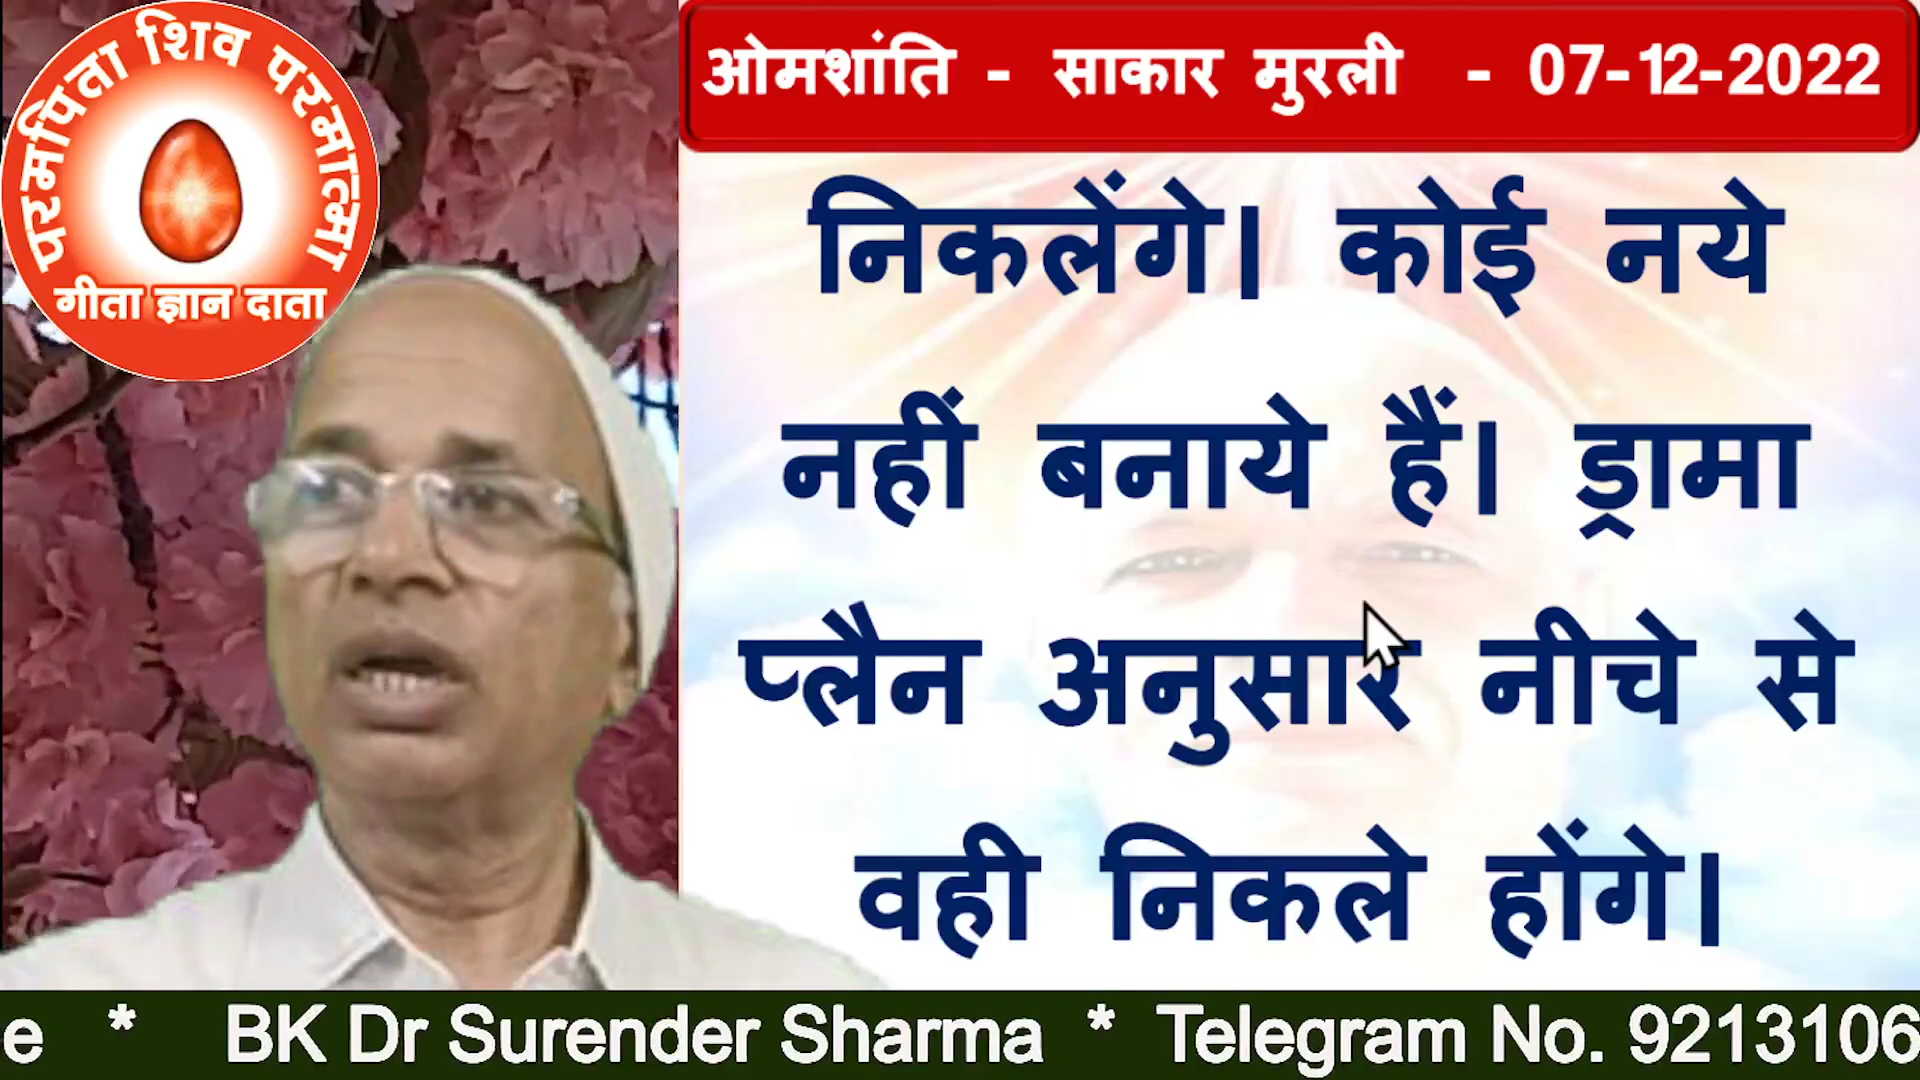 परमपिता शिव परमात्मा
गीता ज्ञान दाता
ओमशांति - साकार मुरली - 07-12-2022
निकलेंगे। कोई नये
नहीं बनाये हैं। ड्रामा
प्लैन अनुसार नीचे से
वही निकले होंगे।
e * BK Dr Surender Sharma * Telegram No. 9213106